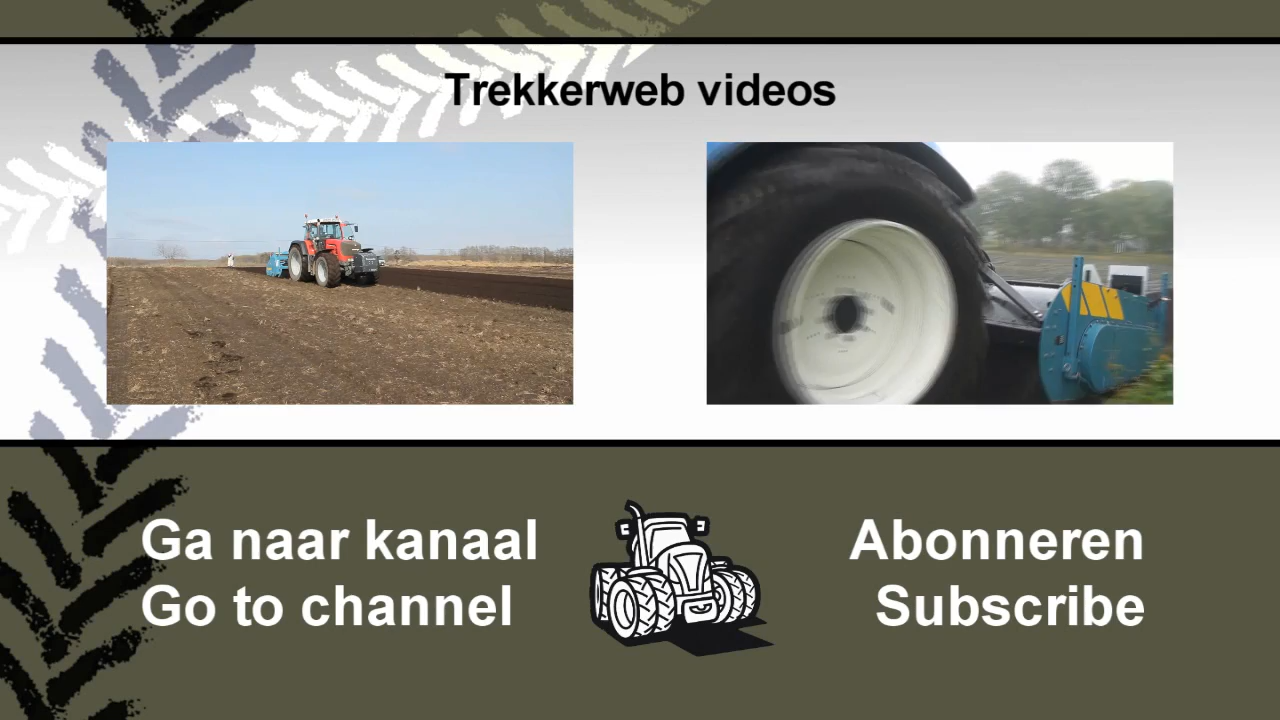 Trekkerweb videos
Ga naar kanaal
Go to channel
Abonneren
Subscribe